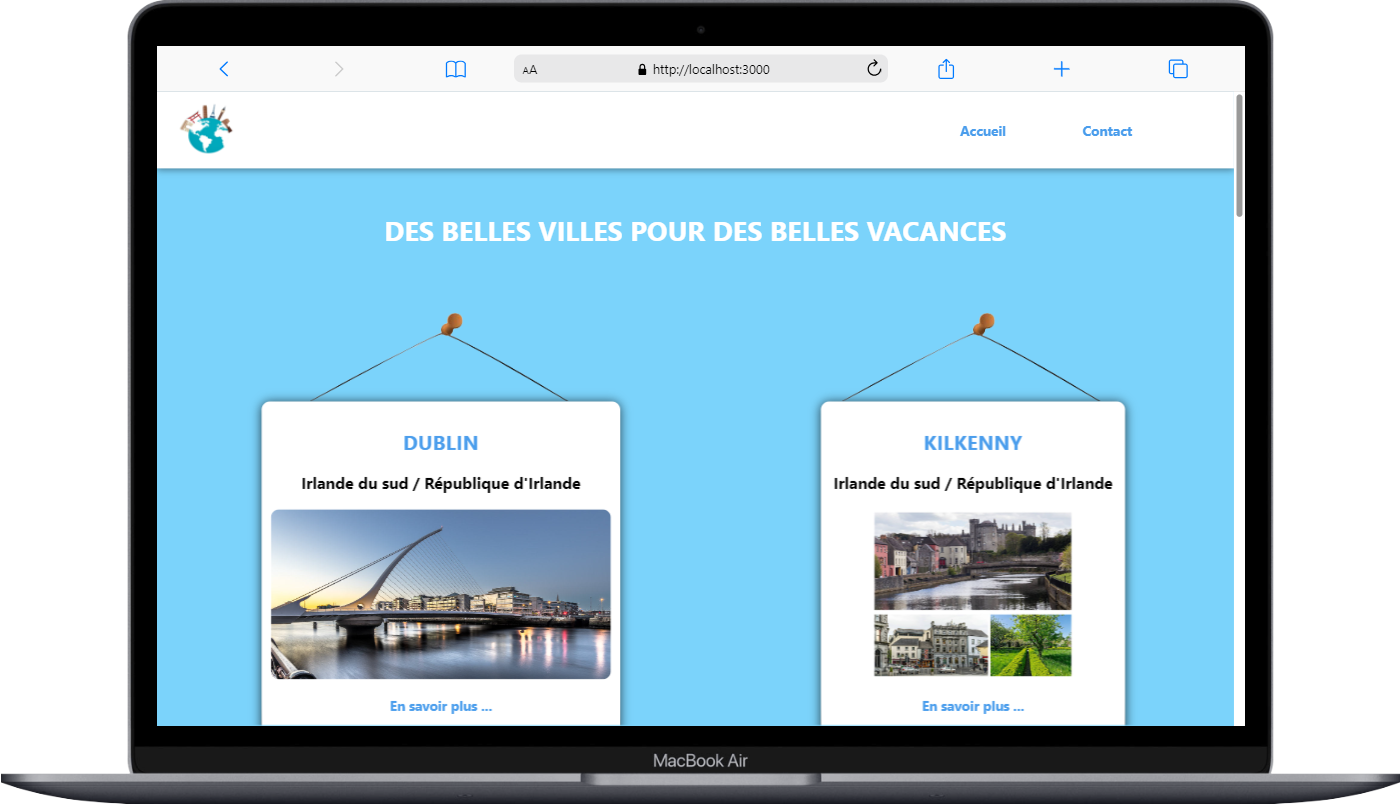 AA http://localhost:3000
Accueil Contact
DES BELLES VILLES POUR DES BELLES VACANCES
DUBLIN
Irlande du sud / République d'Irlande
En savoir plus ...
KILKENNY
Irlande du sud / République d'Irlande
En savoir plus ...
MacBook Air